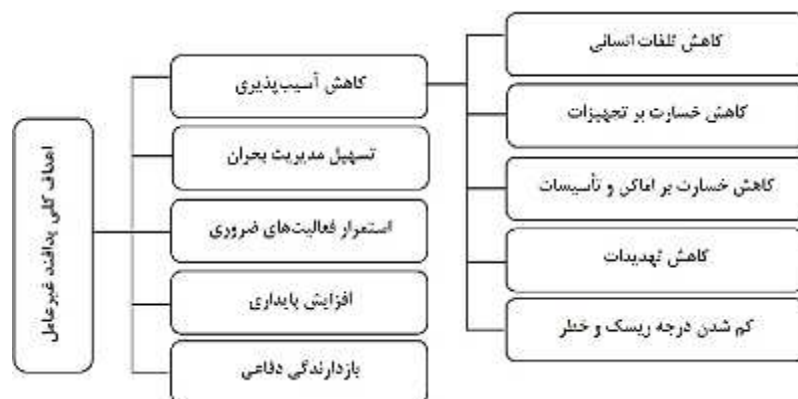 اهداف کلی پدافند غیرعامل
کاهش آسیب‌پذیری
تسهیل مدیریت بحران
استمرار فعالیت‌های ضروری
افزایش پایداری
بازدارندگی دفاعی
کاهش تلفات انسانی
کاهش خسارت بر تجهیزات
کاهش خسارت بر اماکن و تأسیسات
کاهش تهدیدات
کم شدن درجه ریسک و خطر